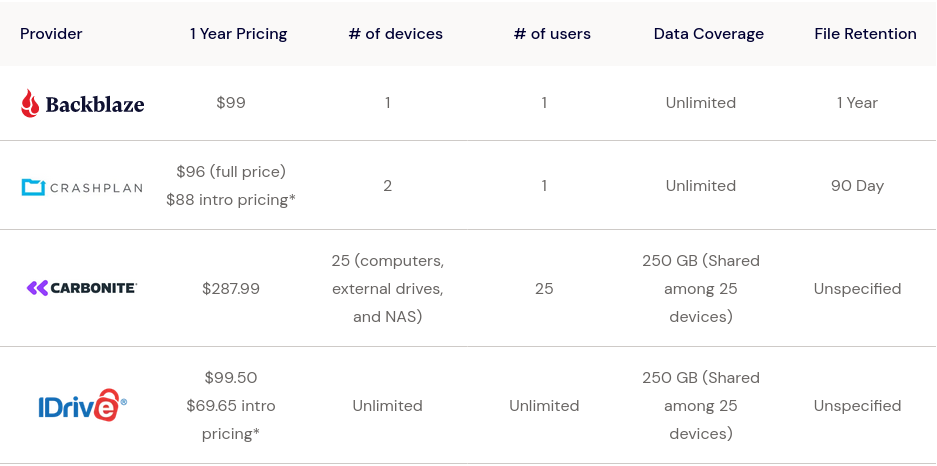 Provider 1 Year Pricing # of devices # of users Data Coverage File Retention
Backblaze $99 1 1 Unlimited 1 Year
$96 (full price)
CRASHPLAN 2 1 Unlimited 90 Day
$88 intro pricing*
25 (computers, 250 GB (Shared
CARBONITE $287.99 external drives, 25 among 25 Unspecified
and NAS) devices)
$99.50 250 GB (Shared
IDrive® $69.65 intro Unlimited Unlimited among 25 Unspecified
pricing* devices)